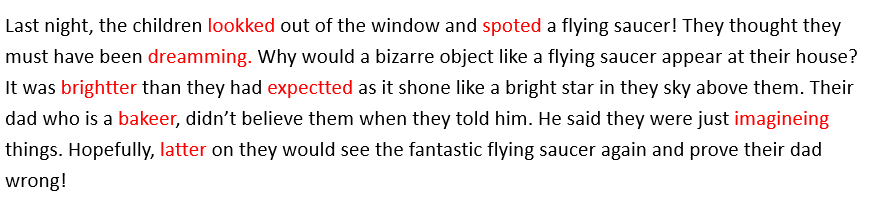 Last night, the children lookked out of the window and spoted a flying saucer! They thought they
must have been dreamming. Why would a bizarre object like a flying saucer appear at their house?
It was brightter than they had expectted as it shone like a bright star in they sky above them. Their
dad who is a bakeer, didn’t believe them when they told him. He said they were just imagineing
things. Hopefully, latter on they would see the fantastic flying saucer again and prove their dad
wrong!